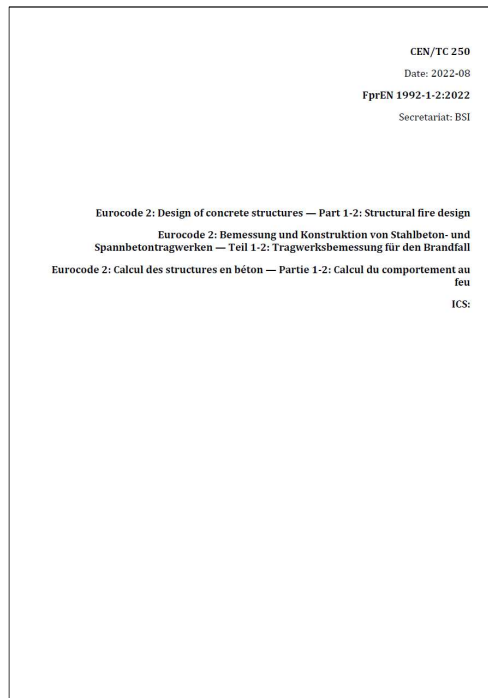 CEN/TC 250
Date: 2022-08
FprEN 1992-1-2:2022
Secretariat: BSI
Eurocode 2: Design of concrete structures — Part 1-2: Structural fire design
Eurocode 2: Bemessung und Konstruktion von Stahlbeton- und
Spannbetontragwerken — Teil 1-2: Tragwerksbemessung für den Brandfall
Eurocode 2: Calcul des structures en béton — Partie 1-2: Calcul du comportement au
feu
ICS: